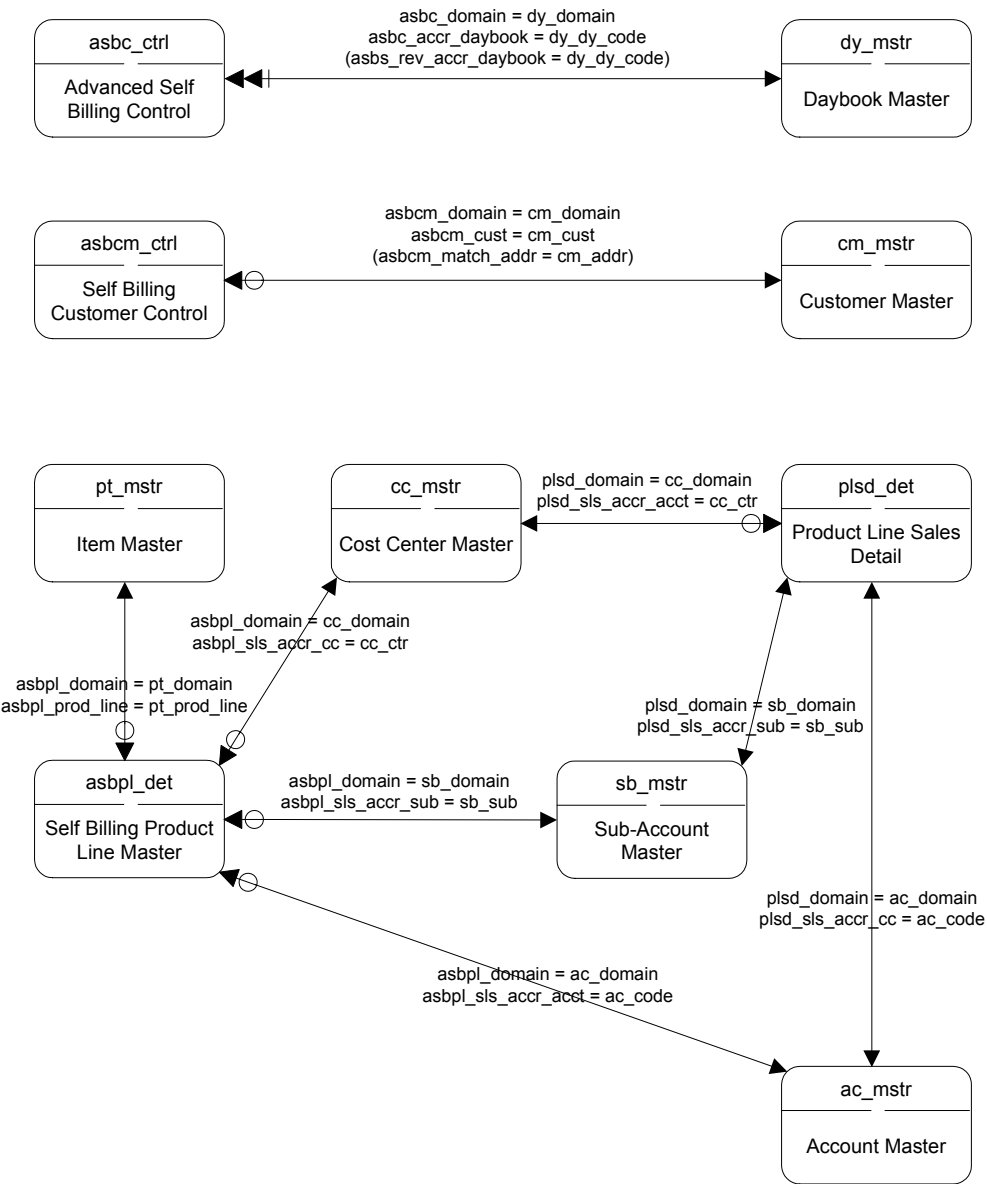 asbc_domain = dy_domain
asbc_accr_daybook = dy_dy_code
(asbs_rev_accr_daybook = dy_dy_code)
asbc_ctrl
Advanced Self
Billing Control
dy_mstr
Daybook Master
asbcm_domain = cm_domain
asbcm_cust = cm_cust
(asbcm_match_addr = cm_addr)
asbcm_ctrl
Self Billing
Customer Control
cm_mstr
Customer Master
pt_mstr
Item Master
cc_mstr
Cost Center Master
plsd_domain = cc_domain
plsd_sls_accr_acct = cc_ctr
plsd_det
Product Line Sales
Detail
asbpl_domain = cc_domain
asbpl_sls_accr_cc = cc_ctr
asbpl_domain = pt_domain
asbpl_prod_line = pt_prod_line
plsd_domain = sb_domain
plsd_sls_accr_sub = sb_sub
asbpl_det
Self Billing Product
Line Master
asbpl_domain = sb_domain
asbpl_sls_accr_sub = sb_sub
sb_mstr
Sub-Account
Master
plsd_domain = ac_domain
plsd_sls_accr_cc = ac_code
asbpl_domain = ac_domain
asbpl_sls_accr_acct = ac_code
ac_mstr
Account Master